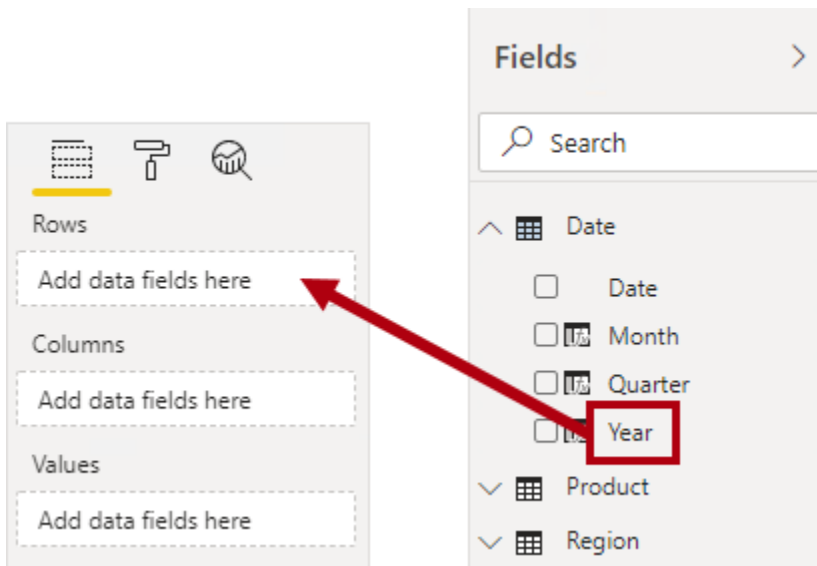 Rows
Add data fields here
Columns
Add data fields here
Values
Add data fields here
Fields
Search
Date
Date
Month
Quarter
Year
Product
Region